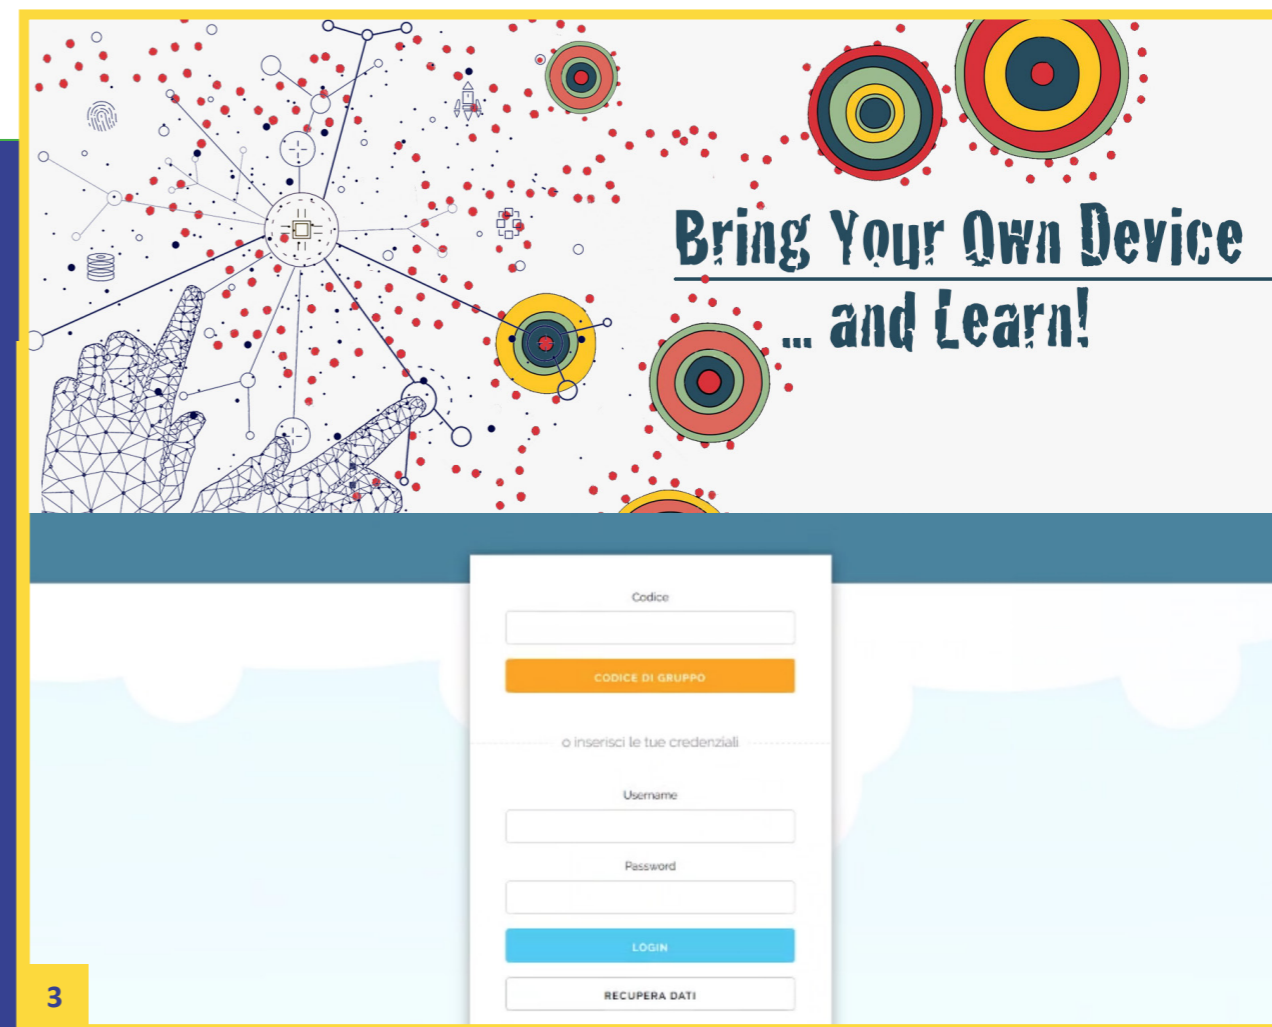 Bring Your Own Device
... and Learn!
Codice
CODICE DI GRUPPO
o inserisci le tue credenziali
Username
Password
LOGIN
RECUPERA DATI
3